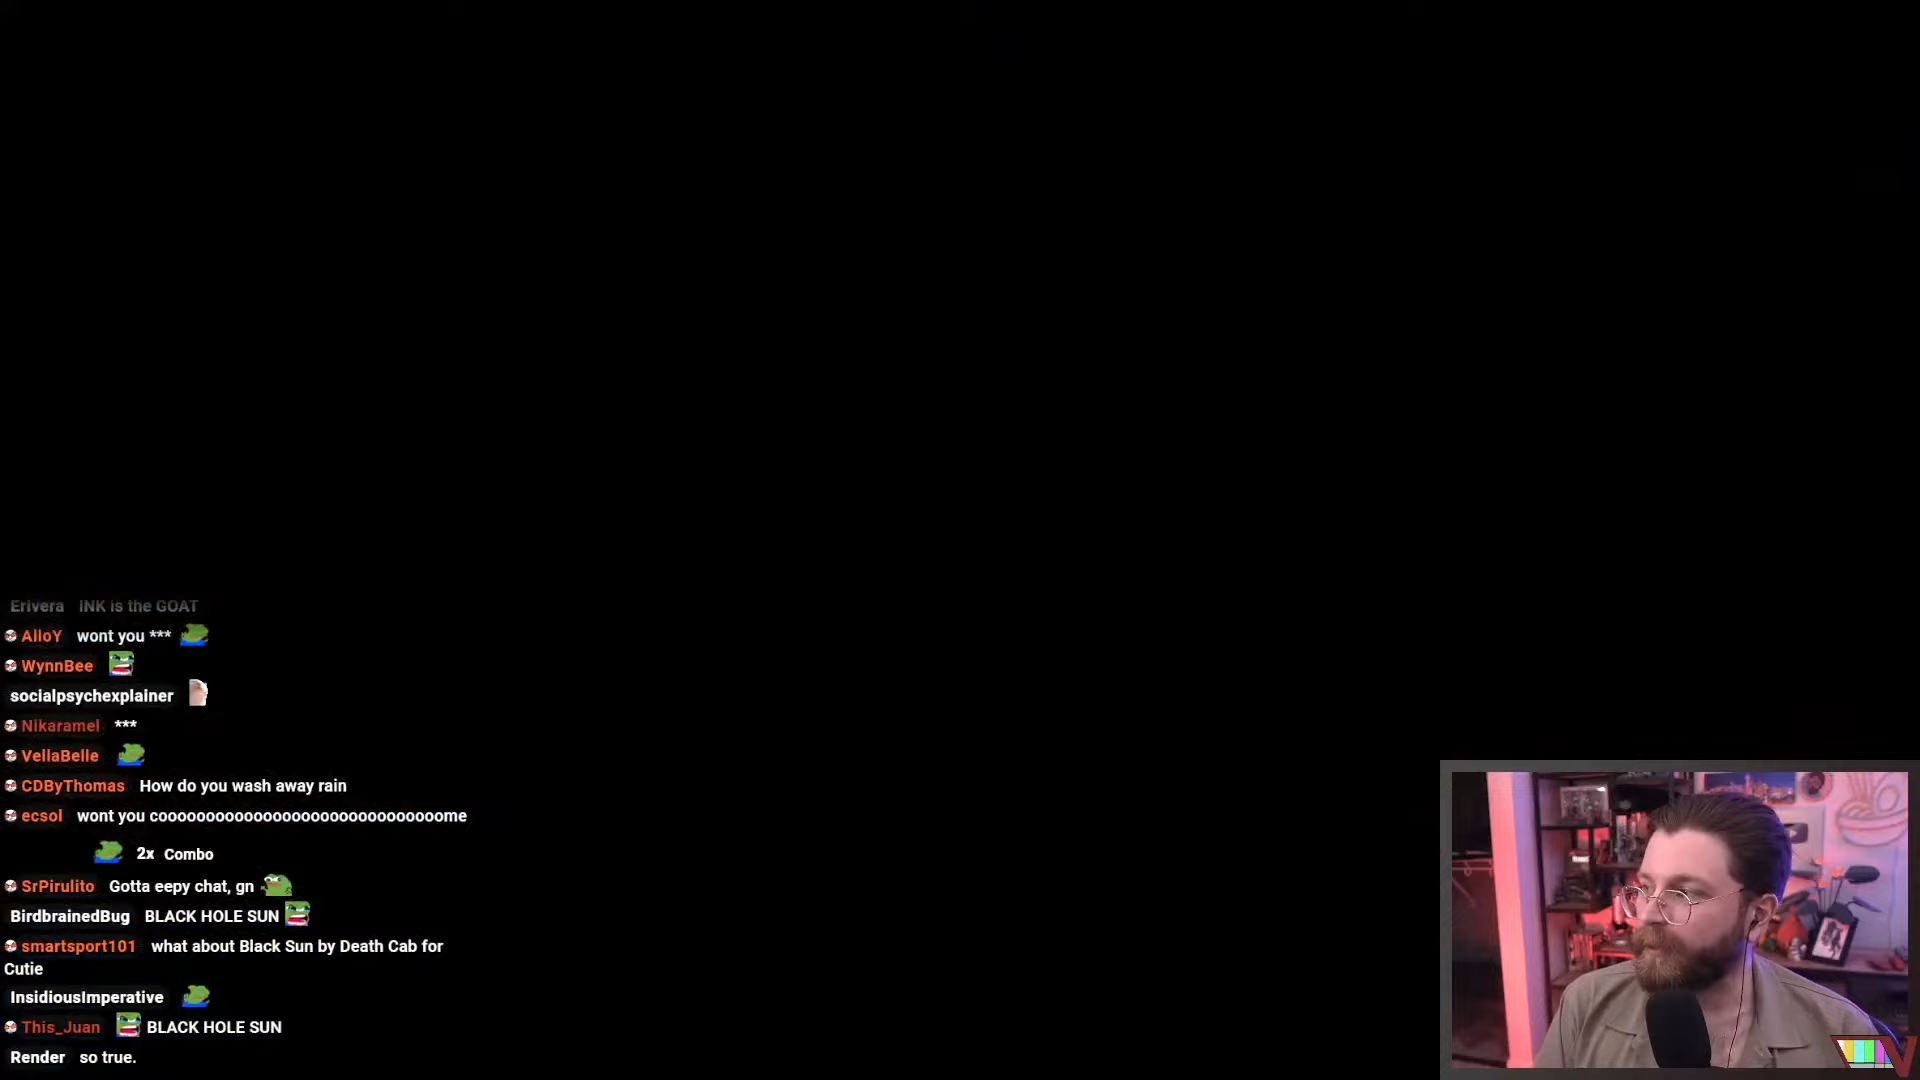 Erivera INK is the GOAT
AlloY wont you ***
WynnBee
socialpsychexplainer
Nikaramel ***
VellaBelle
CDByThomas How do you wash away rain
ecsol wont you coooooooooooooooooooooooooooooome
2x Combo
SrPirulito Gotta eepy chat, gn
BirdbrainedBug BLACK HOLE SUN
smartsport101 what about Black Sun by Death Cab for
Cutie
InsidiousImperative
This_Juan BLACK HOLE SUN
Render so true.